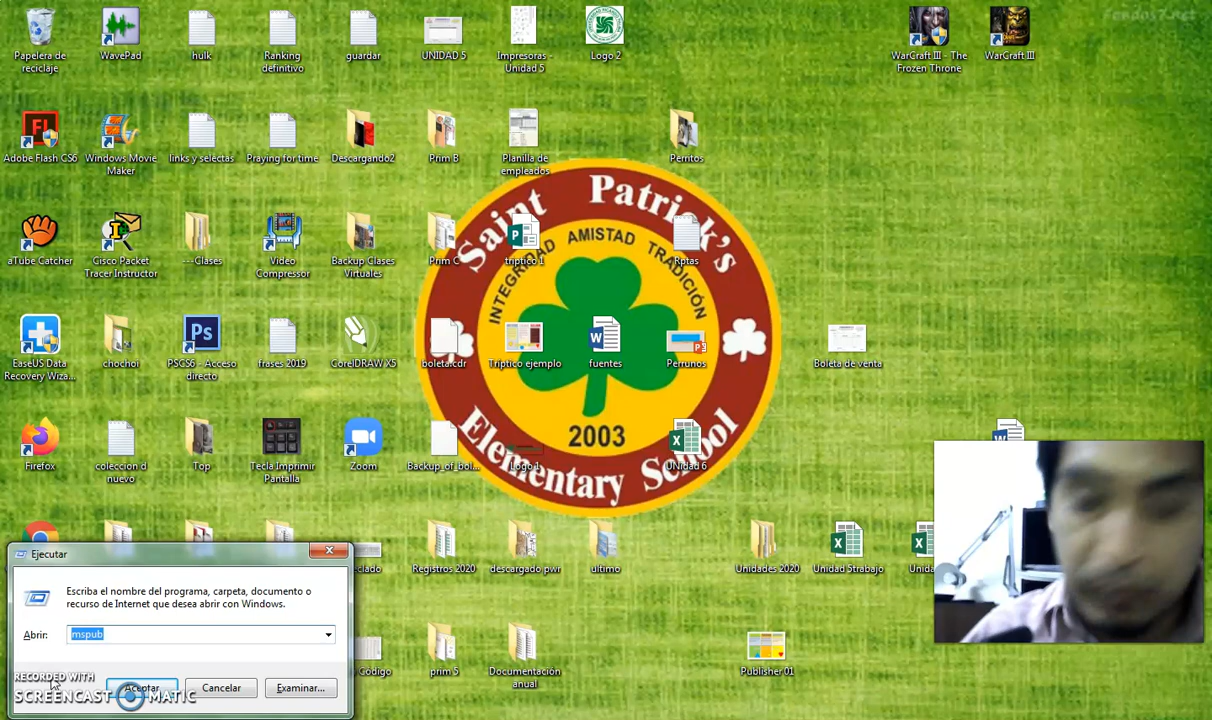 Fondos7.net
Papelera de
reciclaje
WavePad
hulk
Ranking
definitivo
guardar
UNIDAD 5
Impresoras -
Unidad 5
Logo 2
WarCraft III - The
Frozen Throne
WarCraft III
Adobe Flash CS6
Windows Movie
Maker
links y selectas
Praying for time
Descargando2
Prim B
Planilla de
empleados
Perritos
aTube Catcher
Cisco Packet
Tracer Instructor
---Clases
Video
Compressor
Backup Clases
Virtuales
Prim C
triptico 1
Rptas
Saint Patrick's
INTEGRIDAD AMISTAD TRADICIÓN
EaseUS Data
Recovery Wiza...
chochoi
PSCS6 - Acceso
directo
frases 2019
CorelDRAW X5
boleta.cdr
Triptico ejemplo
fuentes
Perrunos
Boleta de venta
2003
Elementary School
Firefox
coleccion d
nuevo
Top
Tecla Imprimir
Pantalla
Zoom
Backup_of_bol...
Logo 1
UNidad 6
Registros 2020
descargado pwr
ultimo
Unidades 2020
Unidad 5trabajo
Código
prim 5
Documentación
anual
Publisher 01
Ejecutar
Escriba el nombre del programa, carpeta, documento o
recurso de Internet que desea abrir con Windows.
Abrir: mspub
Aceptar Cancelar Examinar...
RECORDED WITH
SCREENCAST MATIC